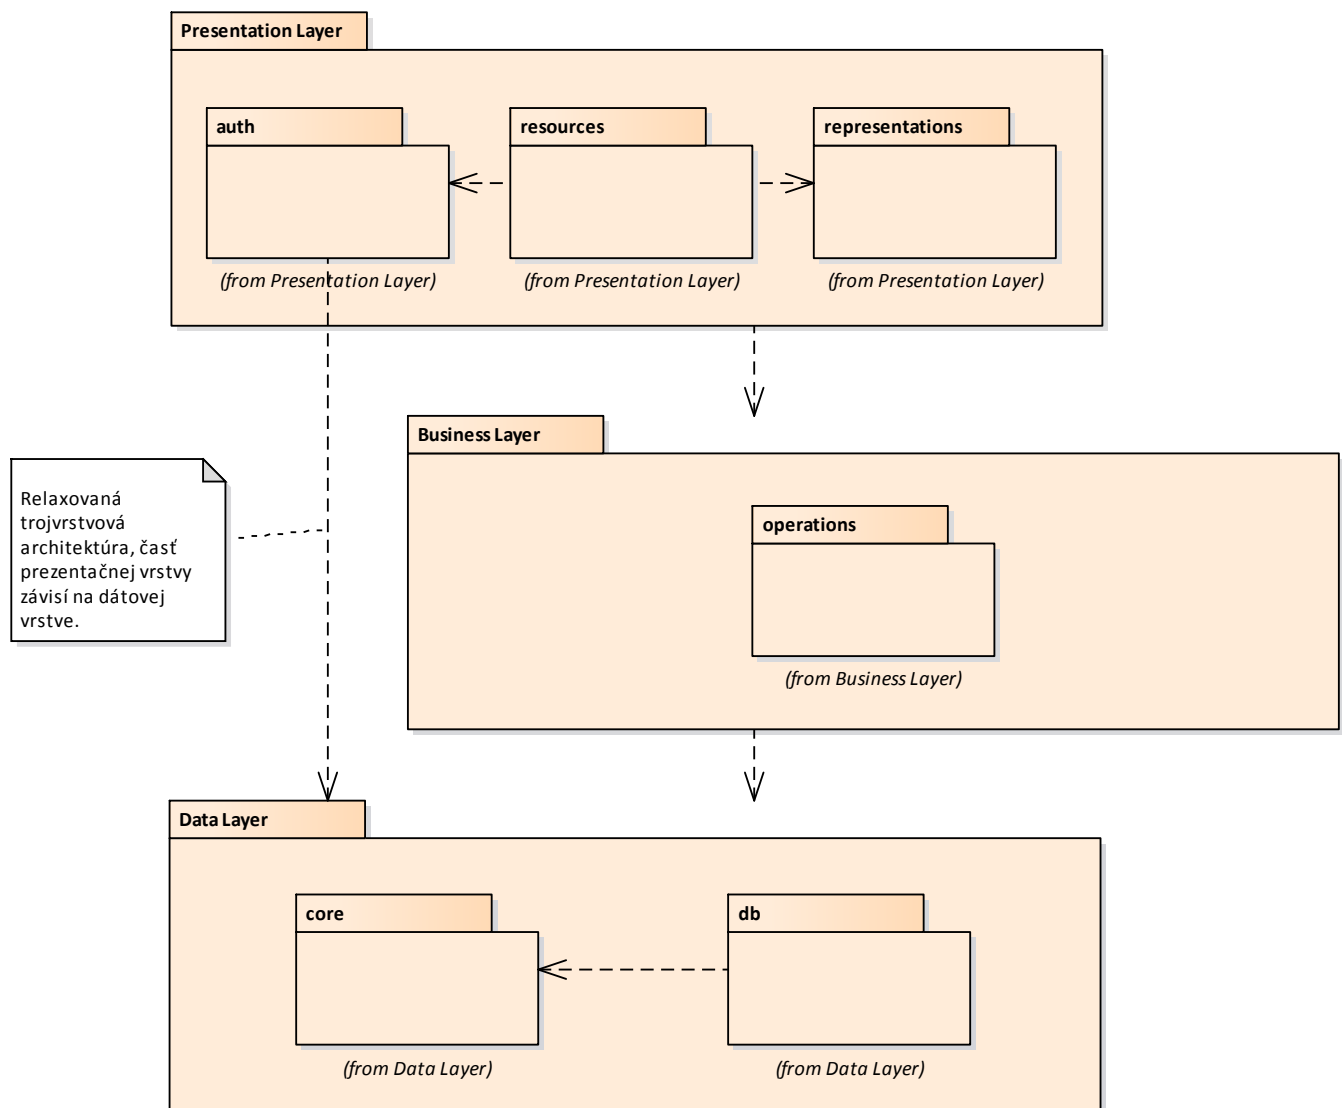 Presentation Layer
auth
resources
representations
(from Presentation Layer)
(from Presentation Layer)
(from Presentation Layer)
Business Layer
operations
(from Business Layer)
Relaxovaná
trojvrstvová
architektúra, časť
prezentačnej vrstvy
závisí na dátovej
vrstve.
Data Layer
core
db
(from Data Layer)
(from Data Layer)